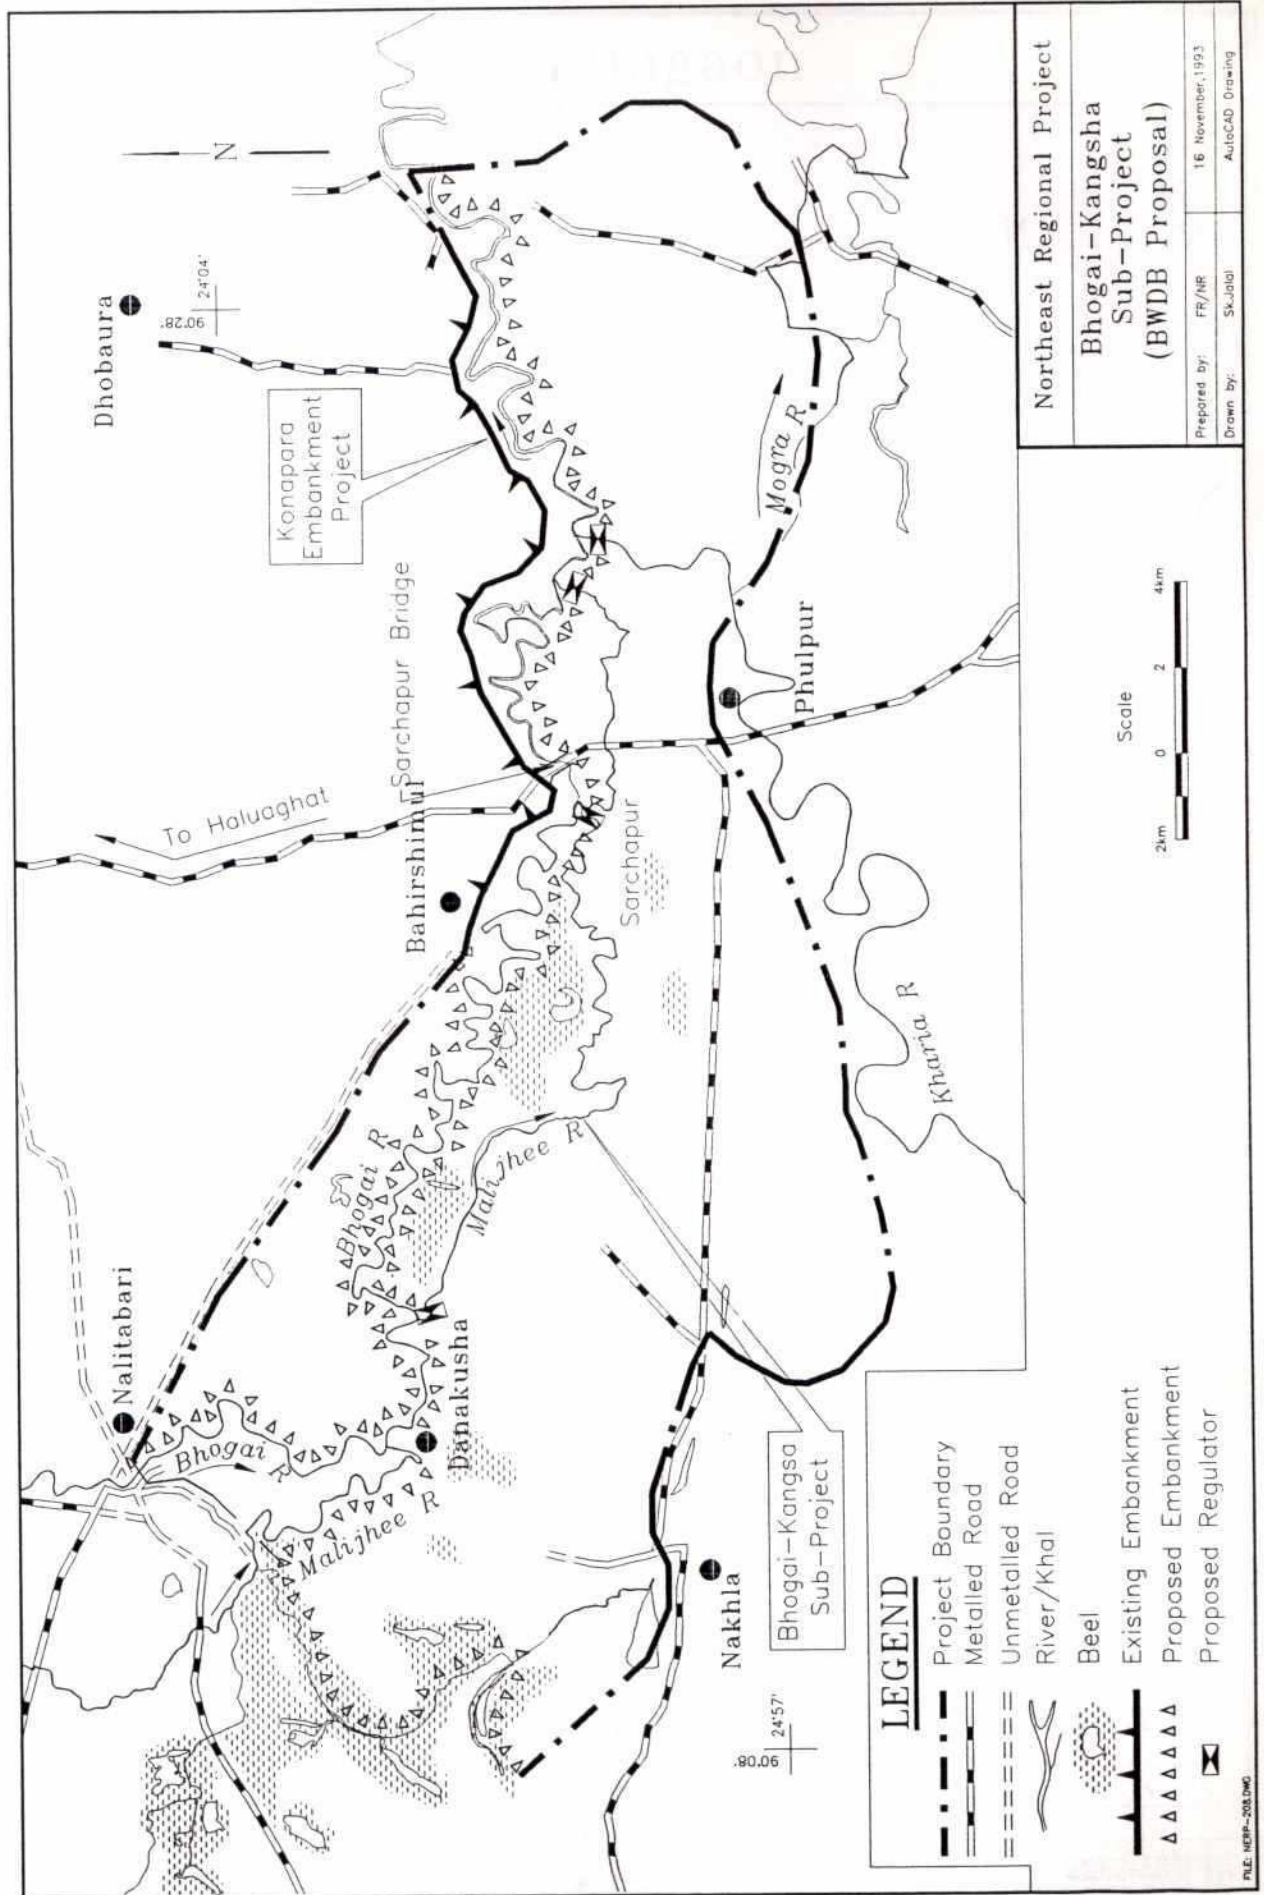 N
Dhobaura
90°28'
24°04'
Konapara
Embankment
Project
Sarchapur Bridge
To Haluaghat
Bahirshimul
Mogra R
Phulpur
Sarchapur
Kharia R
Malijhee R
Bhogai R
Nalitabari
Bhogai R
Danakusha
Malijhee R
Bhogai-Kangsa
Sub-Project
Nakhla
90°08'
24°57'
LEGEND
Project Boundary
Metalled Road
Unmetalled Road
River/Khal
Beel
Existing Embankment
Proposed Embankment
Proposed Regulator
Scale
2km 0 2 4km
Northeast Regional Project
Bhogai-Kangsha
Sub-Project
(BWDB Proposal)
Prepared by: FR/NR 16 November, 1993
Drawn by: Sk.Jalal AutoCAD Drawing
FILE: NERP-208.DWG